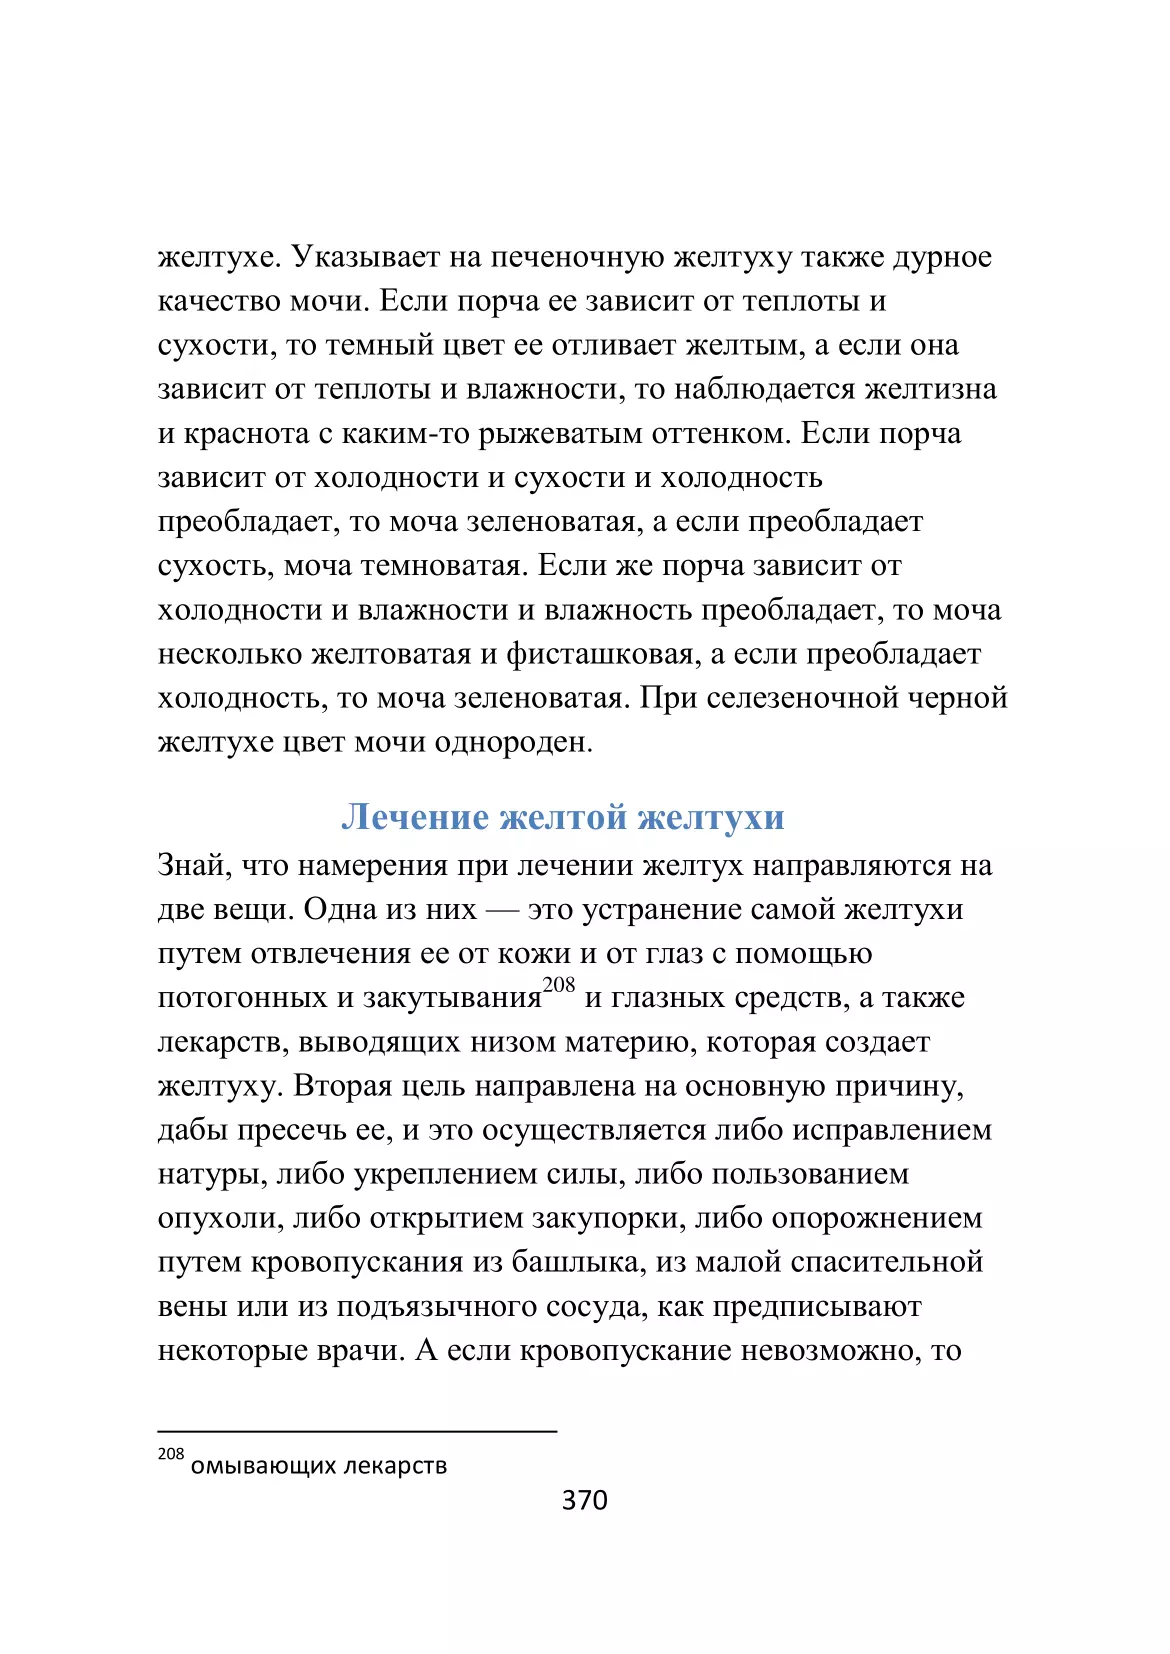 желтухе. Указывает на печеночную желтуху также дурное
качество мочи. Если порча ее зависит от теплоты и
сухости, то темный цвет ее отливает желтым, а если она
зависит от теплоты и влажности, то наблюдается желтизна
и краснота с каким-то рыжеватым оттенком. Если порча
зависит от холодности и сухости и холодность
преобладает, то моча зеленоватая, а если преобладает
сухость, моча темноватая. Если же порча зависит от
холодности и влажности и влажность преобладает, то моча
несколько желтоватая и фисташковая, а если преобладает
холодность, то моча зеленоватая. При селезеночной черной
желтухе цвет мочи однороден.
Лечение желтой желтухи
Знай, что намерения при лечении желтух направляются на
две вещи. Одна из них — это устранение самой желтухи
путем отвлечения ее от кожи и от глаз с помощью
потогонных и закутывания208 и глазных средств, а также
лекарств, выводящих низом материю, которая создает
желтуху. Вторая цель направлена на основную причину,
дабы пресечь ее, и это осуществляется либо исправлением
натуры, либо укреплением силы, либо пользованием
опухоли, либо открытием закупорки, либо опорожнением
путем кровопускания из башлыка, из малой спасительной
вены или из подъязычного сосуда, как предписывают
некоторые врачи. А если кровопускание невозможно, то
208 омывающих лекарств
370